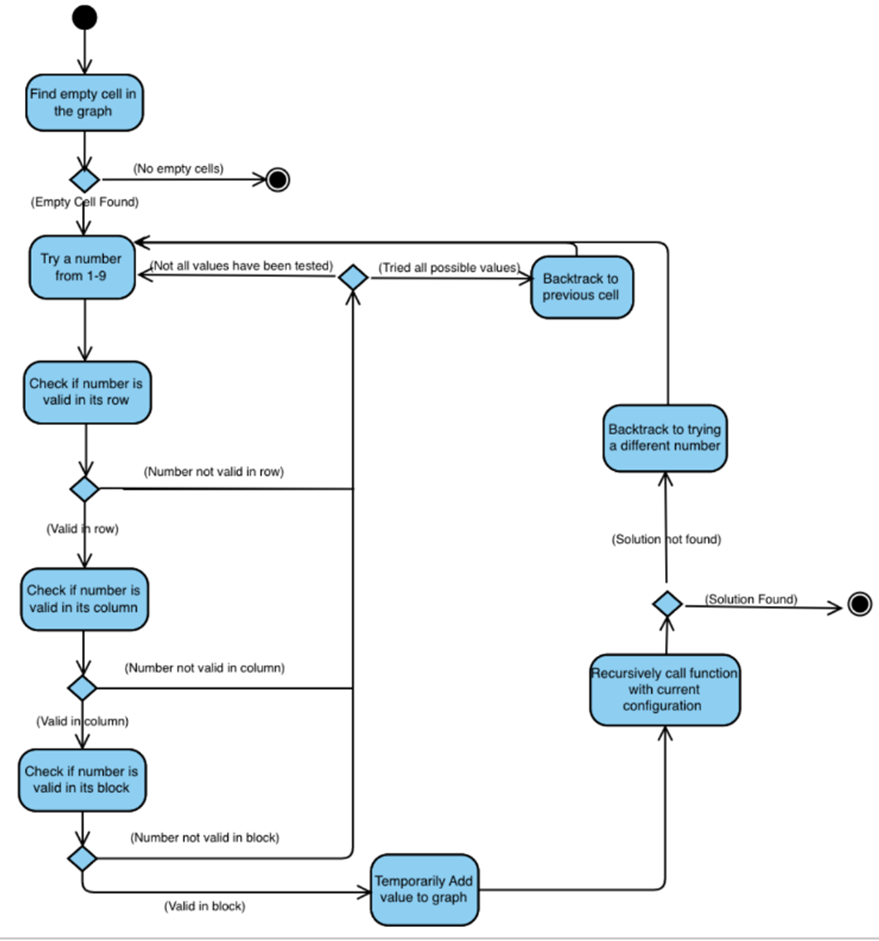 Find empty cell in
the graph
(No empty cells)
(Empty Cell Found)
Try a number
from 1-9
(Not all values have been tested)
(Tried all possible values)
Backtrack to
previous cell
Check if number is
valid in its row
Backtrack to trying
a different number
(Number not valid in row)
(Valid in row)
(Solution not found)
Check if number is
valid in its column
(Solution Found)
Recursively call function
with current
configuration
(Number not valid in column)
(Valid in column)
Check if number is
valid in its block
(Number not valid in block)
Temporarily Add
value to graph
(Valid in block)